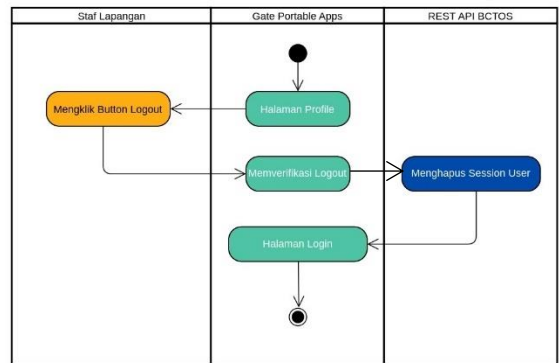 Staf Lapangan
Gate Portable Apps
REST API BCTOS
Mengklik Button Logout
Halaman Profile
Memverifikasi Logout
Menghapus Session User
Halaman Login